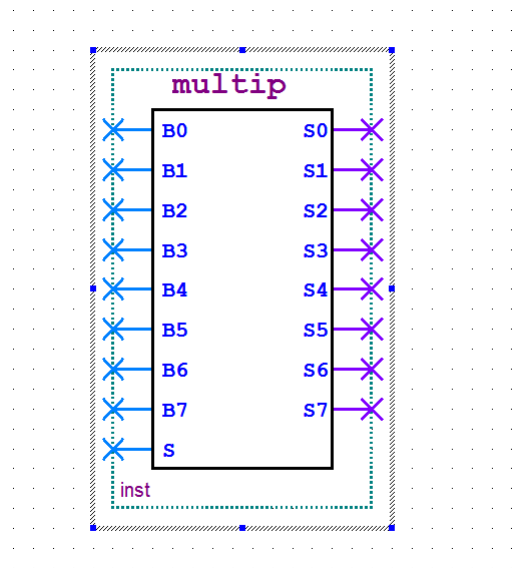 multip
B0 S0
B1 S1
B2 S2
B3 S3
B4 S4
B5 S5
B6 S6
B7 S7
S
inst